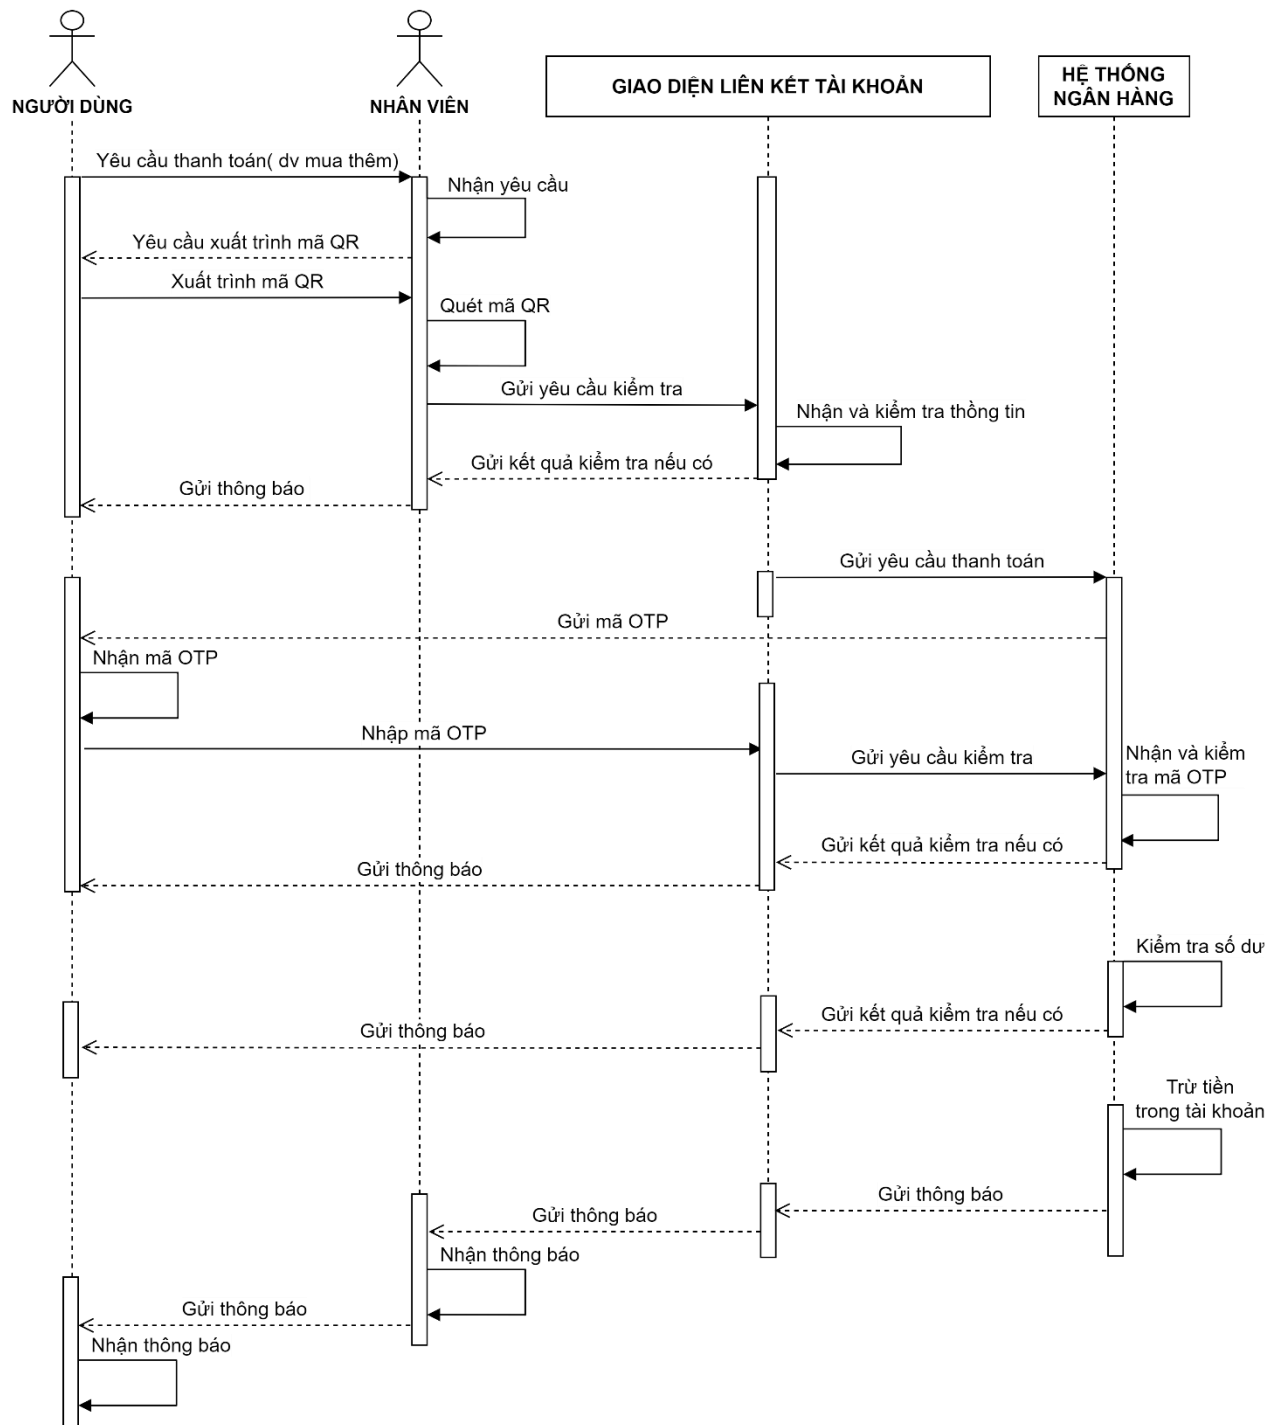 NGƯỜI DÙNG
NHÂN VIÊN
GIAO DIỆN LIÊN KẾT TÀI KHOẢN
HỆ THỐNG
NGÂN HÀNG
Yêu cầu thanh toán( dv mua thêm)
Nhận yêu cầu
Yêu cầu xuất trình mã QR
Xuất trình mã QR
Quét mã QR
Gửi yêu cầu kiểm tra
Nhận và kiểm tra thồng tin
Gửi kết quả kiểm tra nếu có
Gửi thông báo
Gửi yêu cầu thanh toán
Gửi mã OTP
Nhận mã OTP
Nhập mã OTP
Gửi yêu cầu kiểm tra
Nhận và kiểm
tra mã OTP
Gửi kết quả kiểm tra nếu có
Gửi thông báo
Kiểm tra số dư
Gửi kết quả kiểm tra nếu có
Gửi thông báo
Trừ tiền
trong tài khoản
Gửi thông báo
Gửi thông báo
Nhận thông báo
Gửi thông báo
Nhận thông báo